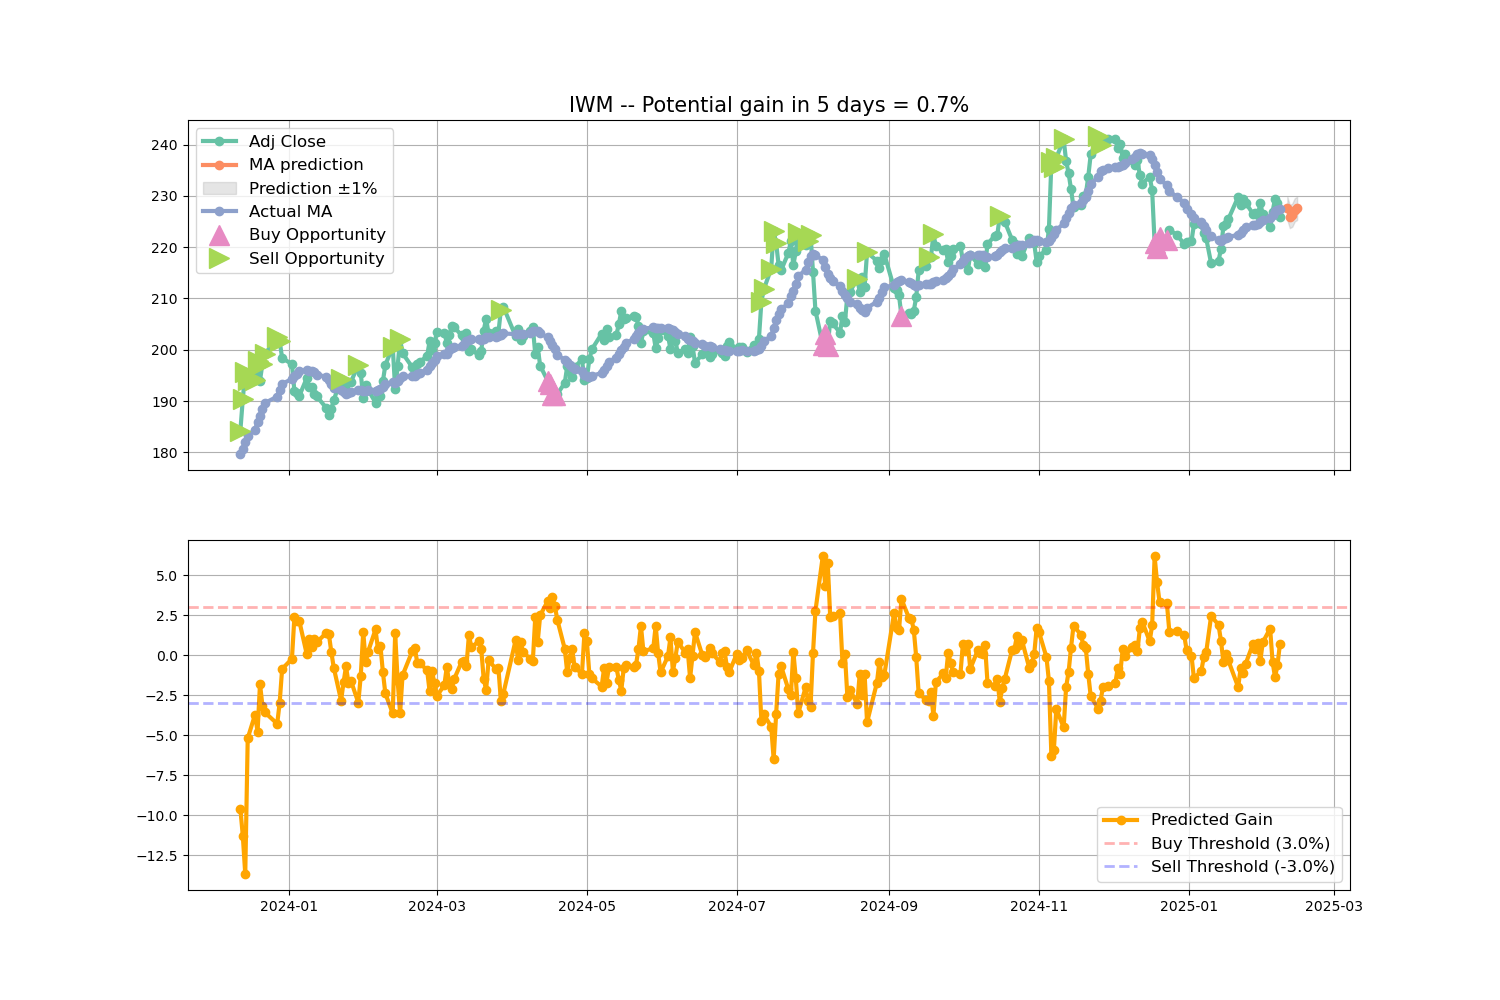 IWM -- Potential gain in 5 days = 0.7%
240
230
220
210
200
190
180
Adj Close
MA prediction
Prediction ±1%
Actual MA
Buy Opportunity
Sell Opportunity
5.0
2.5
0.0
−2.5
−5.0
−7.5
−10.0
−12.5
Predicted Gain
Buy Threshold (3.0%)
Sell Threshold (-3.0%)
2024-01 2024-03 2024-05 2024-07 2024-09 2024-11 2025-01 2025-03